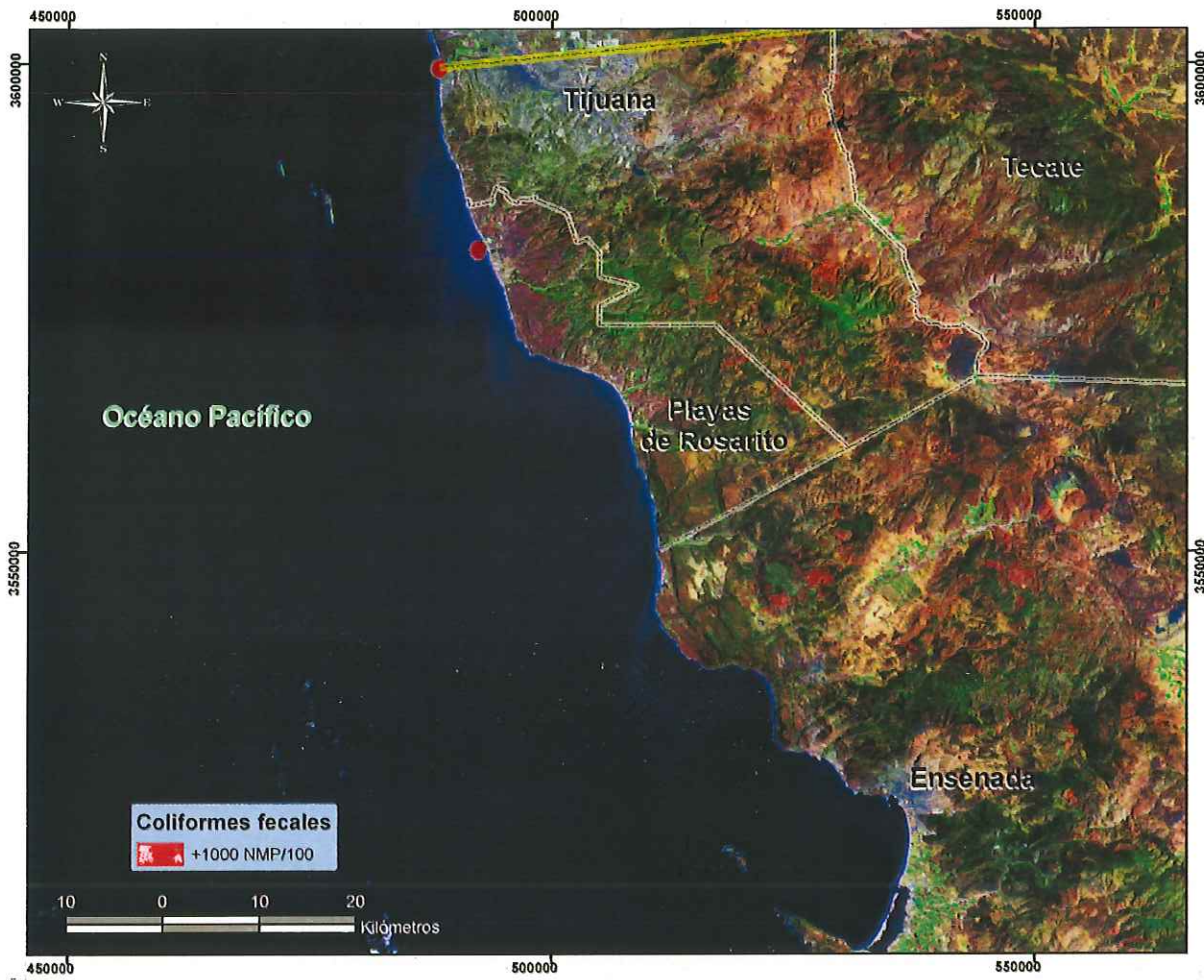 450000 500000 550000
3600000 3600000
N
W E
S
Tijuana
Tecate
Océano Pacífico
Playas
de Rosarito
3550000 3550000
Ensenada
Coliformes fecales
+1000 NMP/100
10 0 10 20
Kilómetros
450000 500000 550000